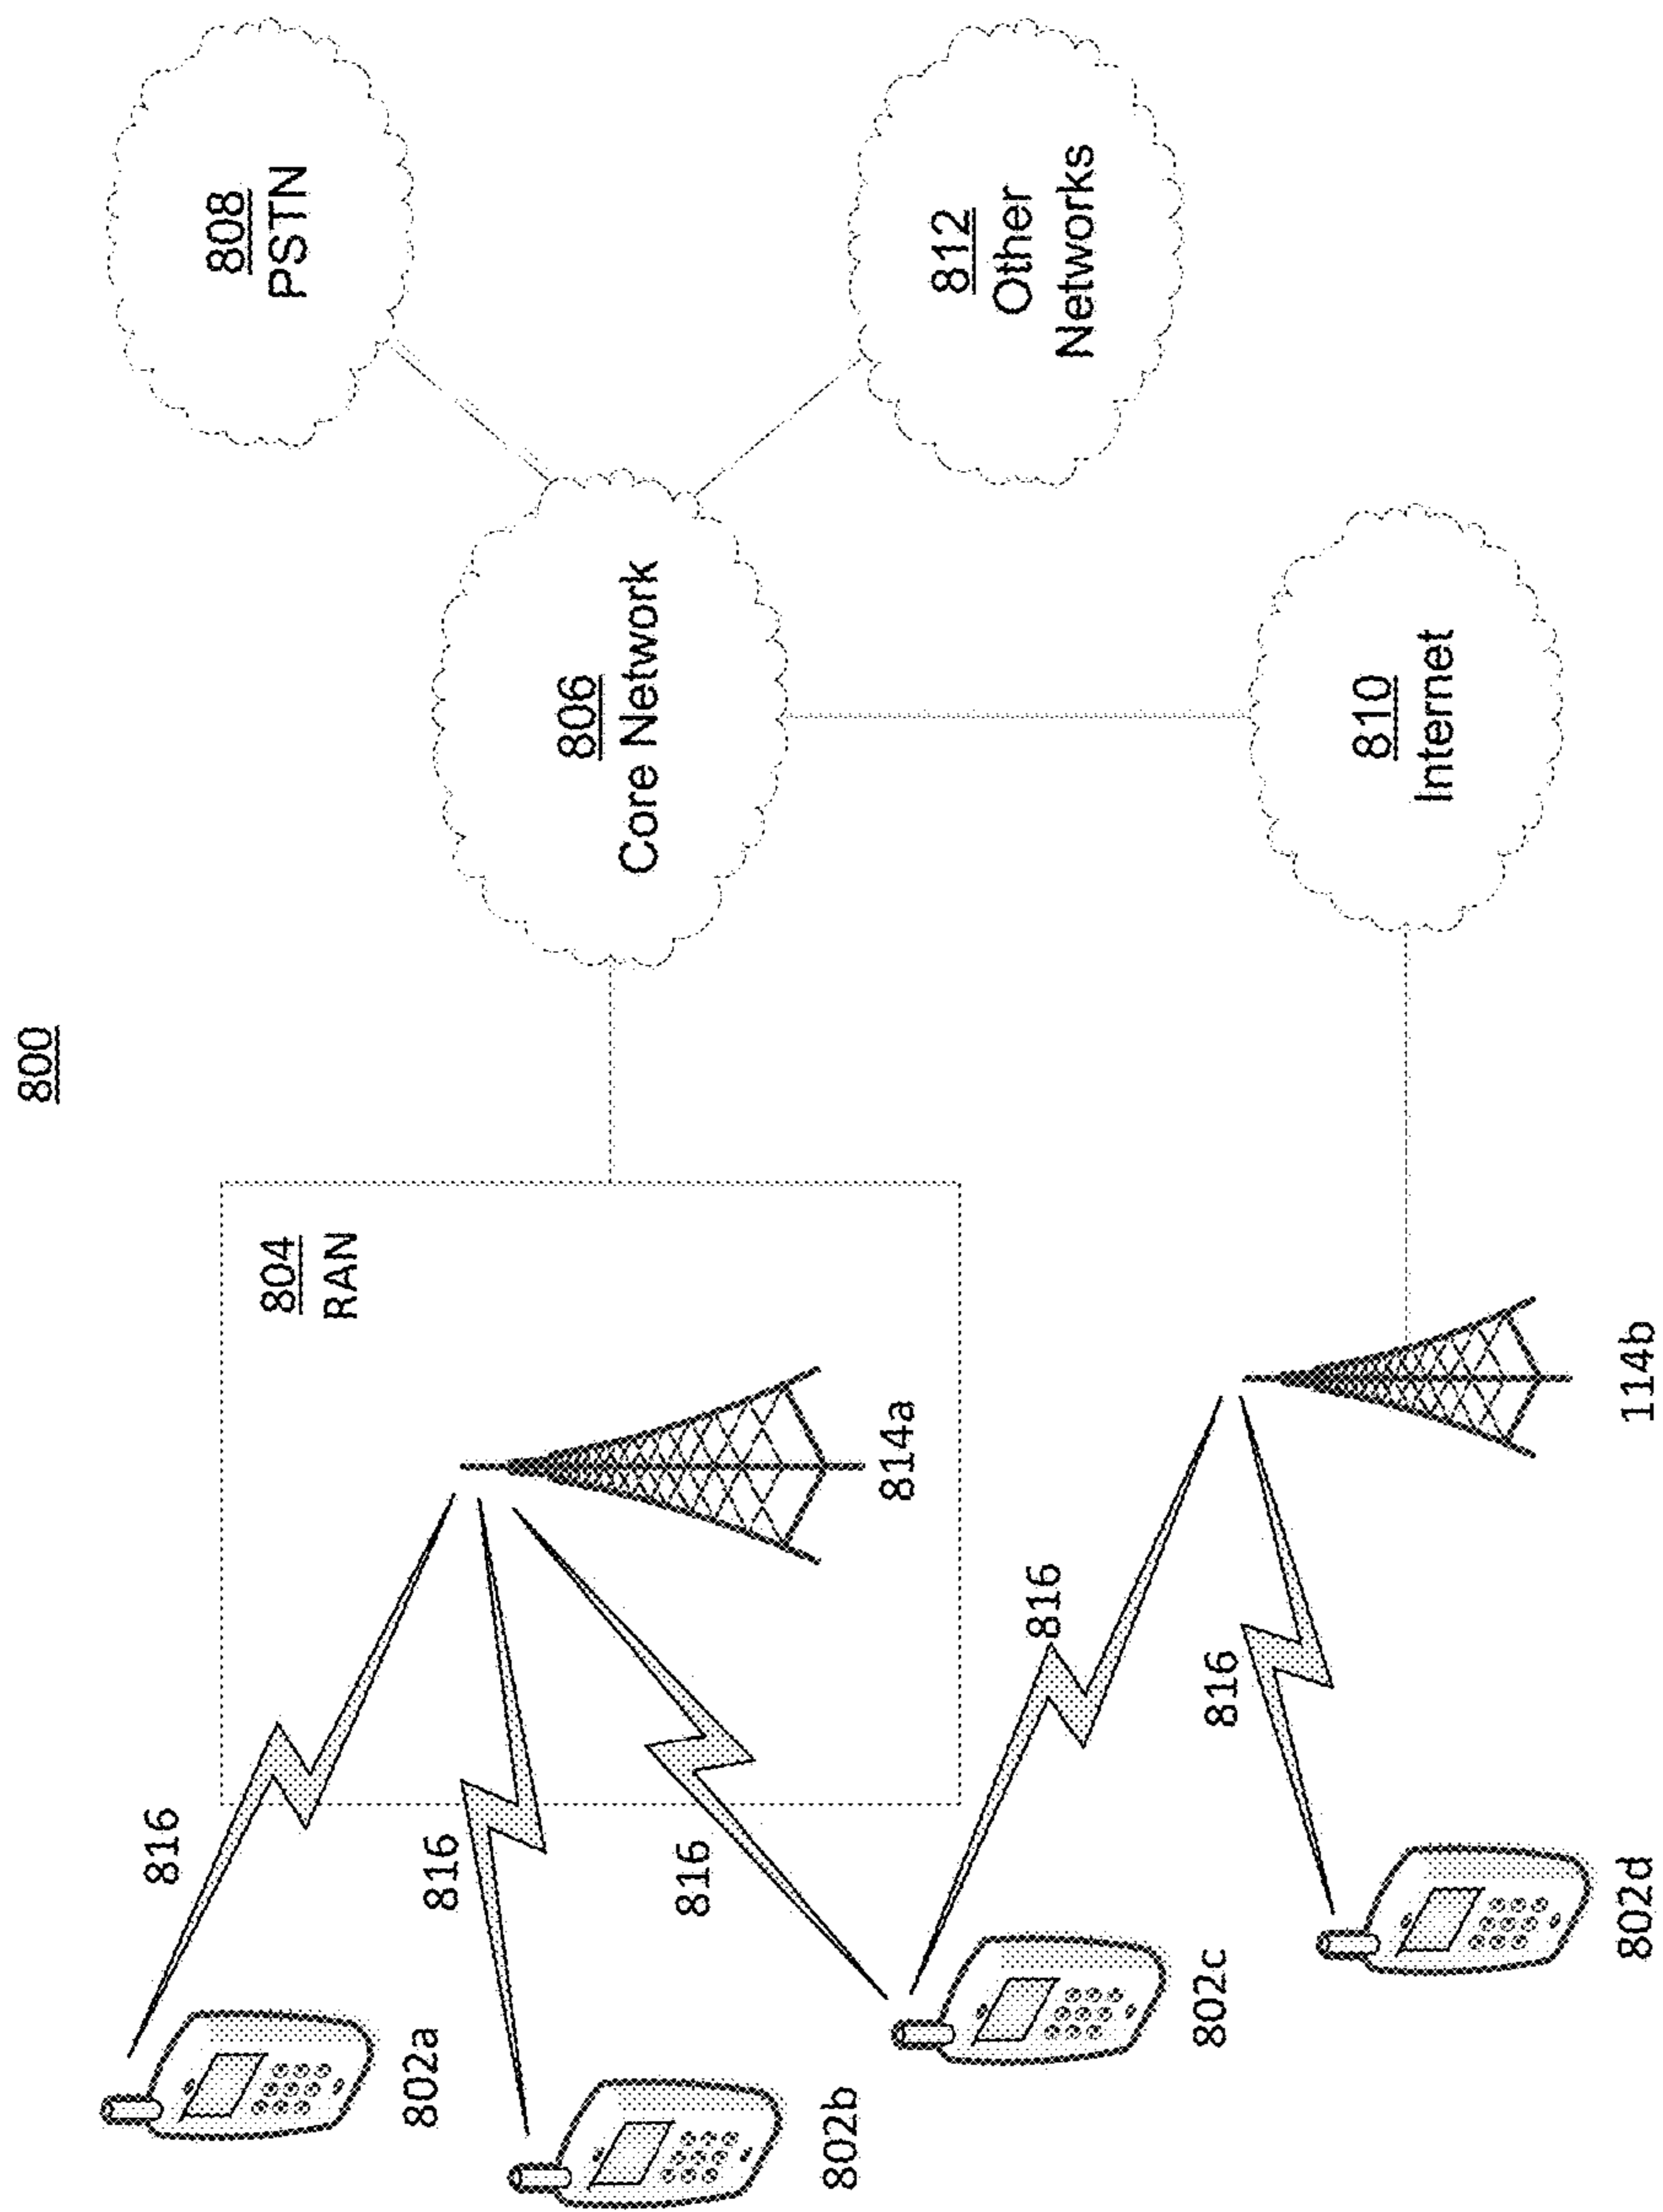 800
802a
816
802b
816
816
802c
816
816
802d
804
RAN
814a
114b
806
Core Network
808
PSTN
810
Internet
812
Other
Networks